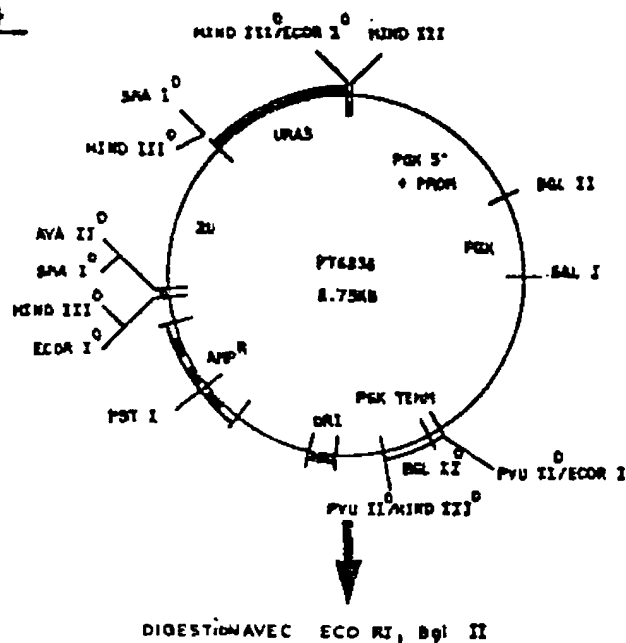 HIND III°/ECOR I° HIND III
SMA I°
HIND III°
URA3
PGK 5'
+ PROM
BGL II
PGK
SAL I
2U
PT6836
8.75KB
AVA II°
SMA I°
HIND III°
ECOR I°
AMP R
PST I
ORI
PGK TERM
BGL II°
PVU II°/ECOR I
PVU II°/HIND III°
DIGESTION AVEC ECO RI, Bgl II